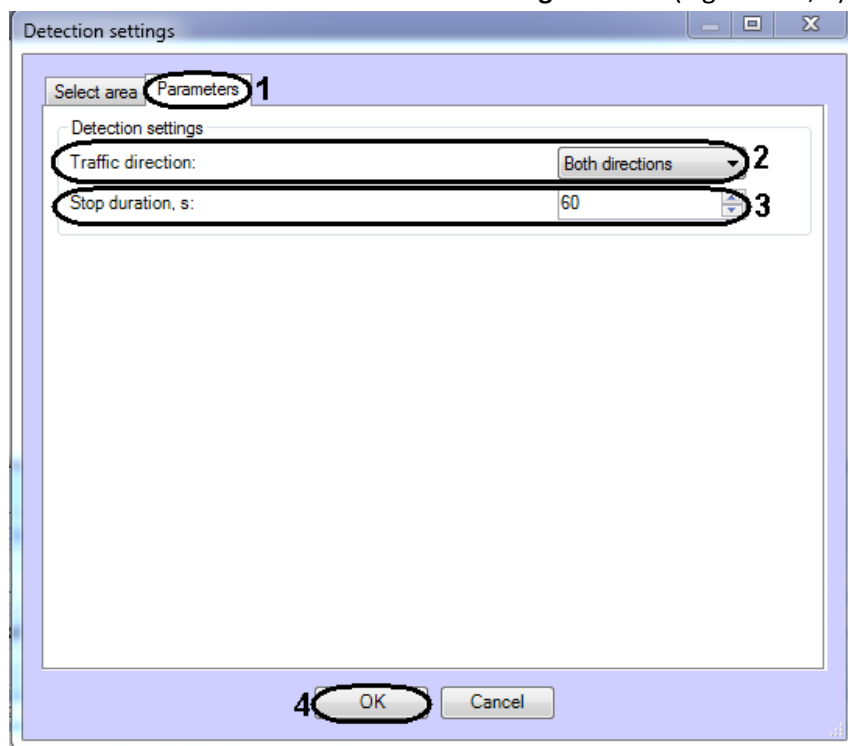 Detection settings
Select area Parameters 1
Detection settings
Traffic direction: Both directions 2
Stop duration, s: 60 3
4 OK Cancel